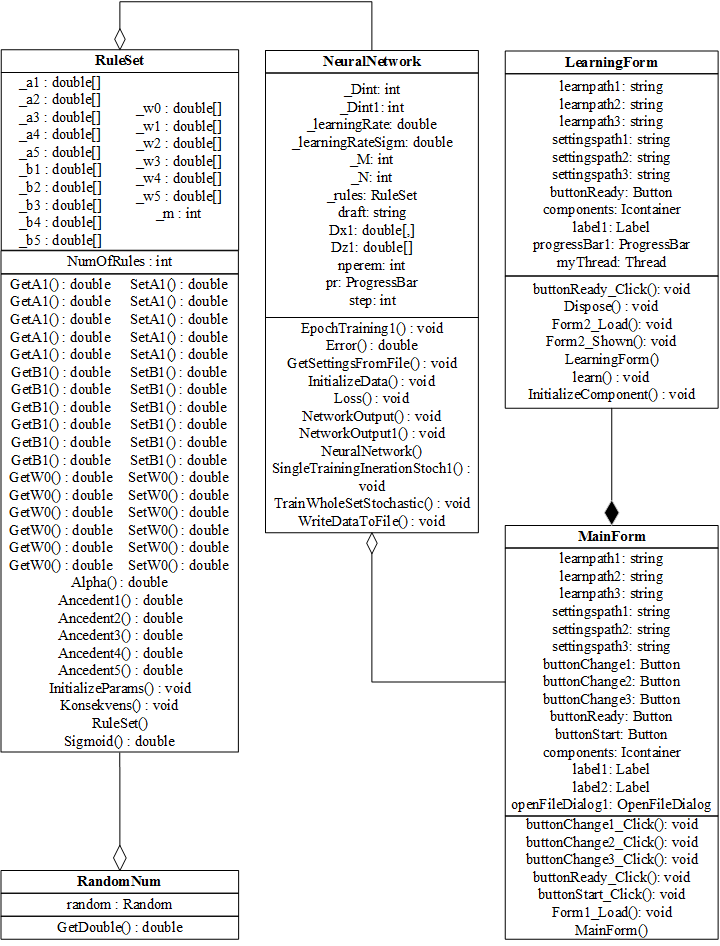 RuleSet
_a1 : double[]
_a2 : double[]
_a3 : double[]
_a4 : double[]
_a5 : double[]
_b1 : double[]
_b2 : double[]
_b3 : double[]
_b4 : double[]
_b5 : double[]
_w0 : double[]
_w1 : double[]
_w2 : double[]
_w3 : double[]
_w4 : double[]
_w5 : double[]
_m : int
NumOfRules : int
GetA1() : double SetA1() : double
GetA1() : double SetA1() : double
GetA1() : double SetA1() : double
GetA1() : double SetA1() : double
GetA1() : double SetA1() : double
GetB1() : double SetB1() : double
GetB1() : double SetB1() : double
GetB1() : double SetB1() : double
GetB1() : double SetB1() : double
GetB1() : double SetB1() : double
GetB1() : double SetB1() : double
GetW0() : double SetW0() : double
GetW0() : double SetW0() : double
GetW0() : double SetW0() : double
GetW0() : double SetW0() : double
GetW0() : double SetW0() : double
GetW0() : double SetW0() : double
Alpha() : double
Ancedent1() : double
Ancedent2() : double
Ancedent3() : double
Ancedent4() : double
Ancedent5() : double
InitializeParams() : void
Konsekvens() : void
RuleSet()
Sigmoid() : double
RandomNum
random : Random
GetDouble() : double
NeuralNetwork
_Dint: int
_Dint1: int
_learningRate: double
_learningRateSigm: double
_M: int
_N: int
_rules: RuleSet
draft: string
Dx1: double[,]
Dz1: double[]
nperem: int
pr: ProgressBar
step: int
EpochTraining1() : void
Error() : double
GetSettingsFromFile() : void
InitializeData() : void
Loss() : void
NetworkOutput() : void
NetworkOutput1() : void
NeuralNetwork()
SingleTrainingInerationStoch1() :
void
TrainWholeSetStochastic() : void
WriteDataToFile() : void
LearningForm
learnpath1: string
learnpath2: string
learnpath3: string
settingspath1: string
settingspath2: string
settingspath3: string
buttonReady: Button
components: Icontainer
label1: Label
progressBar1: ProgressBar
myThread: Thread
buttonReady_Click(): void
Dispose() : void
Form2_Load(): void
Form2_Shown(): void
LearningForm()
learn() : void
InitializeComponent() : void
MainForm
learnpath1: string
learnpath2: string
learnpath3: string
settingspath1: string
settingspath2: string
settingspath3: string
buttonChange1: Button
buttonChange2: Button
buttonChange3: Button
buttonReady: Button
buttonStart: Button
components: Icontainer
label1: Label
label2: Label
openFileDialog1: OpenFileDialog
buttonChange1_Click(): void
buttonChange2_Click(): void
buttonChange3_Click(): void
buttonReady_Click(): void
buttonStart_Click(): void
Form1_Load(): void
MainForm()